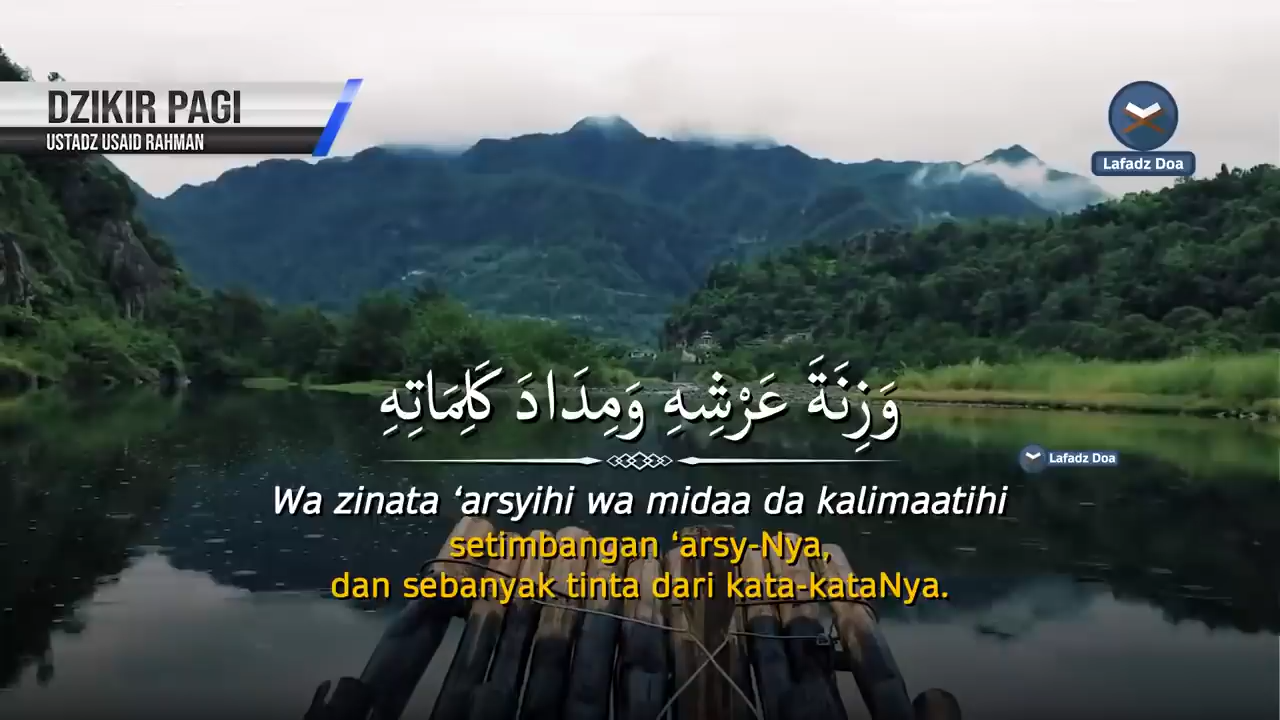 DZIKIR PAGI
USTADZ USAID RAHMAN
Lafadz Doa
وَزِنَةَ عَرْشِهِ وَمِدَادَ كَلِمَاتِهِ
Lafadz Doa
Wa zinata ‘arsyihi wa midaa da kalimaatihi
setimbangan ‘arsy-Nya,
dan sebanyak tinta dari kata-kataNya.